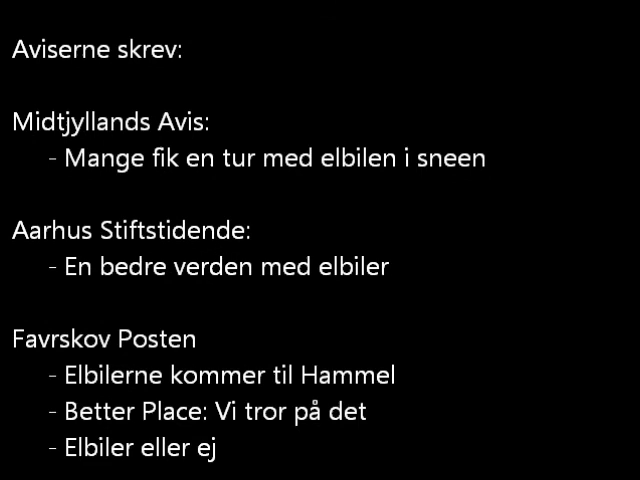 Aviserne skrev:
Midtjyllands Avis:
- Mange fik en tur med elbilen i sneen
Aarhus Stiftstidende:
- En bedre verden med elbiler
Favrskov Posten
- Elbilerne kommer til Hammel
- Better Place: Vi tror på det
- Elbiler eller ej